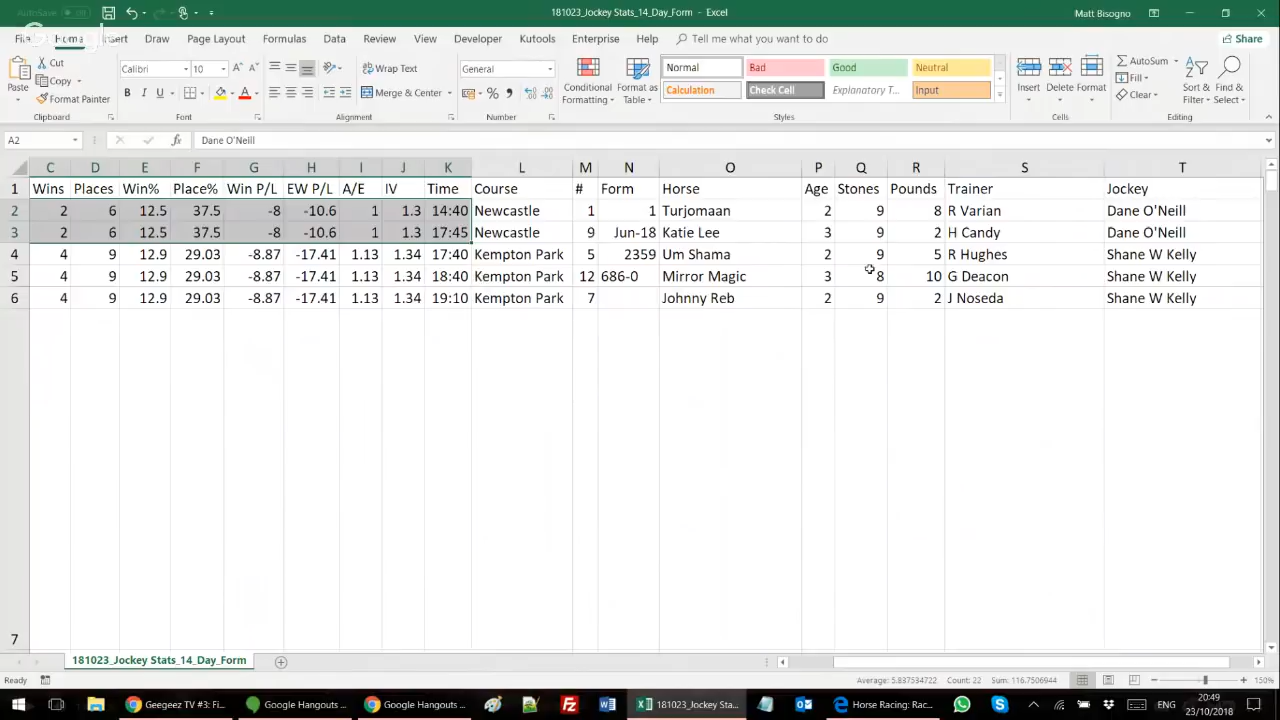 AutoSave Off
181023_Jockey Stats_14_Day_Form - Excel
Matt Bisogno
Home Insert Draw Page Layout Formulas Data Review View Developer Kutools Enterprise Help Tell me what you want to do Share
Paste Cut Copy Format Painter Clipboard
Calibri 10 B I U Font
Wrap Text Merge & Center Alignment
General % Number
Conditional Formatting Format as Table
Normal Bad Good Neutral
Calculation Check Cell Explanatory T... Input
Styles
Insert Delete Format Cells
AutoSum Fill Clear Sort & Filter Find & Select Editing
A2 fx Dane O'Neill
C D E F G H I J K L M N O P Q R S T
1 Wins Places Win% Place% Win P/L EW P/L A/E IV Time Course # Form Horse Age Stones Pounds Trainer Jockey
2 2 6 12.5 37.5 -8 -10.6 1 1.3 14:40 Newcastle 1 1 Turjomaan 2 9 8 R Varian Dane O'Neill
3 2 6 12.5 37.5 -8 -10.6 1 1.3 17:45 Newcastle 9 Jun-18 Katie Lee 3 9 2 H Candy Dane O'Neill
4 4 9 12.9 29.03 -8.87 -17.41 1.13 1.34 17:40 Kempton Park 5 2359 Um Shama 2 9 5 R Hughes Shane W Kelly
5 4 9 12.9 29.03 -8.87 -17.41 1.13 1.34 18:40 Kempton Park 12 686-0 Mirror Magic 3 8 10 G Deacon Shane W Kelly
6 4 9 12.9 29.03 -8.87 -17.41 1.13 1.34 19:10 Kempton Park 7 Johnny Reb 2 9 2 J Noseda Shane W Kelly
7
181023_Jockey Stats_14_Day_Form
Ready Average: 5.837534722 Count: 22 Sum: 116.7506944 150%
Geegeez TV #3: Fi... Google Hangouts ... Google Hangouts ... 181023_Jockey Sta... Horse Racing: Rac... ENG 20:49
23/10/2018